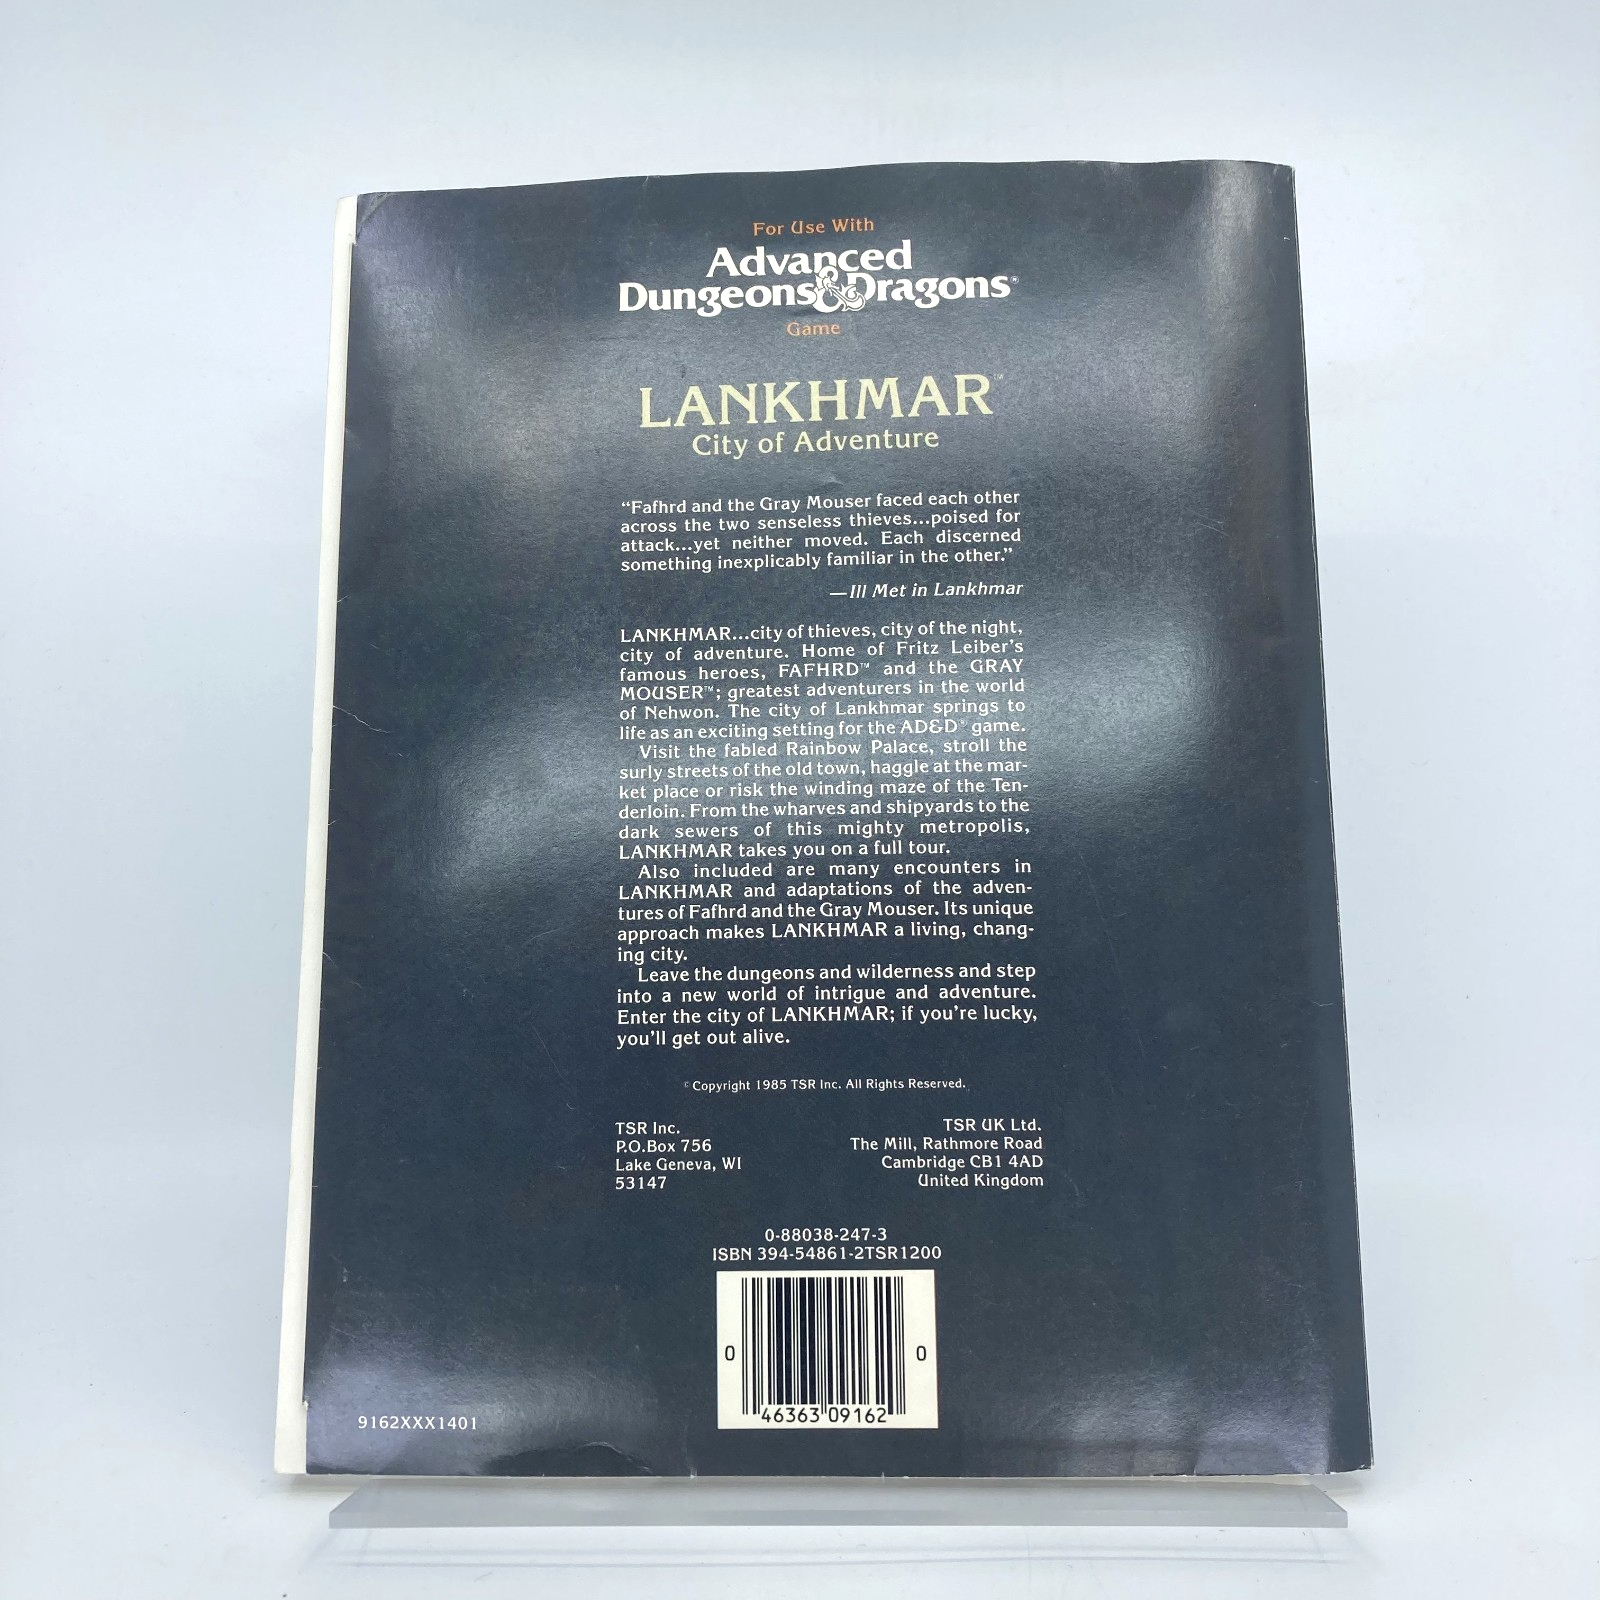 For Use With
Advanced
Dungeons & Dragons®
Game
LANKHMAR™
City of Adventure
“Fafhrd and the Gray Mouser faced each other
across the two senseless thieves...poised for
attack...yet neither moved. Each discerned
something inexplicably familiar in the other.”
—Ill Met in Lankhmar
LANKHMAR...city of thieves, city of the night,
city of adventure. Home of Fritz Leiber’s
famous heroes, FAFHRD™ and the GRAY
MOUSER™; greatest adventurers in the world
of Nehwon. The city of Lankhmar springs to
life as an exciting setting for the AD&D® game.
Visit the fabled Rainbow Palace, stroll the
surly streets of the old town, haggle at the mar-
ket place or risk the winding maze of the Ten-
derloin. From the wharves and shipyards to the
dark sewers of this mighty metropolis,
LANKHMAR takes you on a full tour.
Also included are many encounters in
LANKHMAR and adaptations of the adven-
tures of Fafhrd and the Gray Mouser. Its unique
approach makes LANKHMAR a living, chang-
ing city.
Leave the dungeons and wilderness and step
into a new world of intrigue and adventure.
Enter the city of LANKHMAR; if you’re lucky,
you’ll get out alive.
©Copyright 1985 TSR Inc. All Rights Reserved.
TSR Inc.
P.O.Box 756
Lake Geneva, WI
53147
TSR UK Ltd.
The Mill, Rathmore Road
Cambridge CB1 4AD
United Kingdom
0-88038-247-3
ISBN 394-54861-2TSR1200
0 46363 09162 0
9162XXX1401